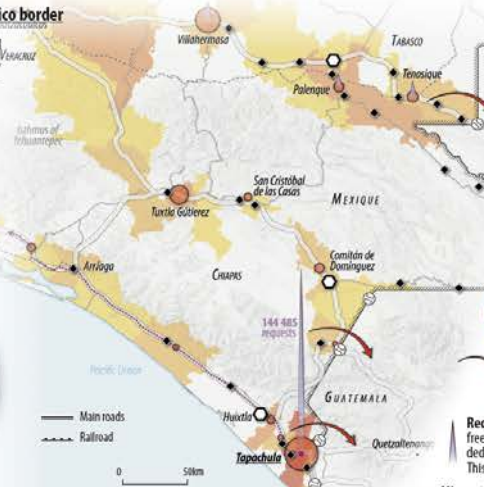 ico border
VERACRUZ
Villahermosa
TABASCO
Tenosique
Palenque
Isthmus of
Tehuantepec
San Cristóbal
de las Casas
MEXIQUE
Tuxtla Gútierez
Comitán de
Domínguez
Arriaga
CHIAPAS
144 485
requests
Pacific Ocean
GUATEMALA
Main roads
Railroad
Huixtla
Tapachula
Quetzaltenango
0
50km
free
ded
This